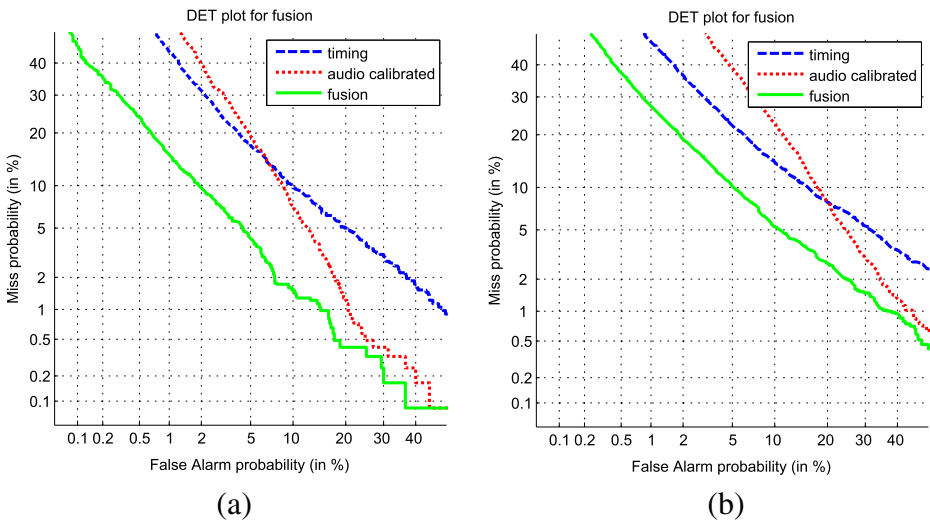 DET plot for fusion
timing
audio calibrated
fusion
40
30
20
10
5
2
1
0.5
0.2
0.1
Miss probability (in %)
0.1 0.2 0.5 1 2 5 10 20 30 40
False Alarm probability (in %)
(a)
DET plot for fusion
timing
audio calibrated
fusion
40
30
20
10
5
2
1
0.5
0.2
0.1
Miss probability (in %)
0.1 0.2 0.5 1 2 5 10 20 30 40
False Alarm probability (in %)
(b)